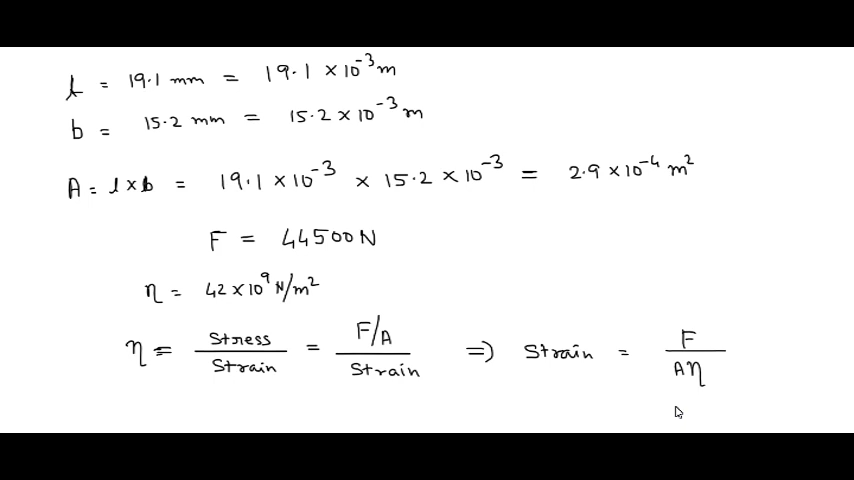 l = 19.1 mm = 19.1 × 10⁻³ m
b = 15.2 mm = 15.2 × 10⁻³ m
A = l × b = 19.1 × 10⁻³ × 15.2 × 10⁻³ = 2.9 × 10⁻⁴ m²
F = 44500 N
η = 42 × 10⁹ N/m²
η = Stress / Strain = F/A / Strain ⇒ Strain = F / Aη